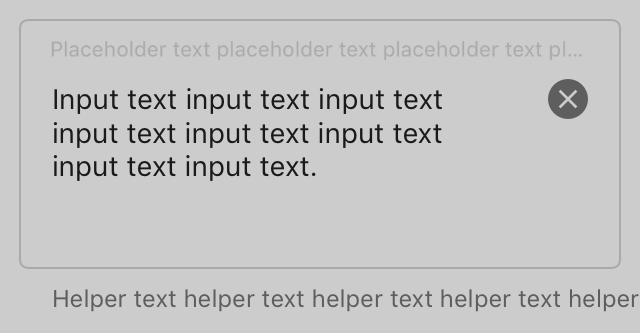 Placeholder text placeholder text placeholder text pl...
Input text input text input text
input text input text input text
input text input text.
Helper text helper text helper text helper text helper